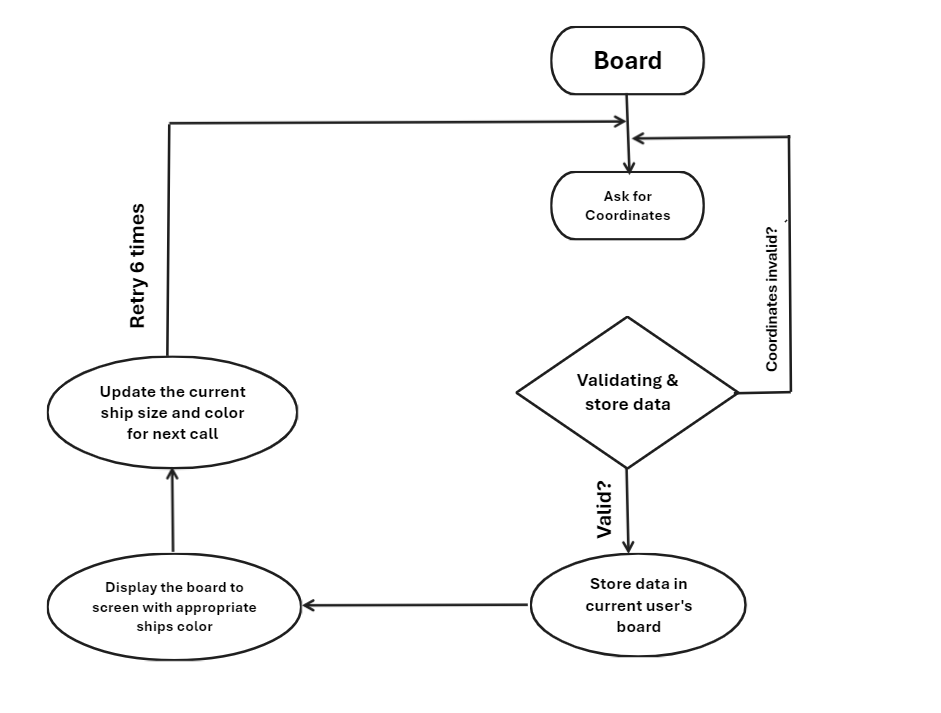 Board
Ask for
Coordinates
Retry 6 times
Coordinates invalid?
Validating &
store data
Update the current
ship size and color
for next call
Valid?
Display the board to
screen with appropriate
ships color
Store data in
current user's
board